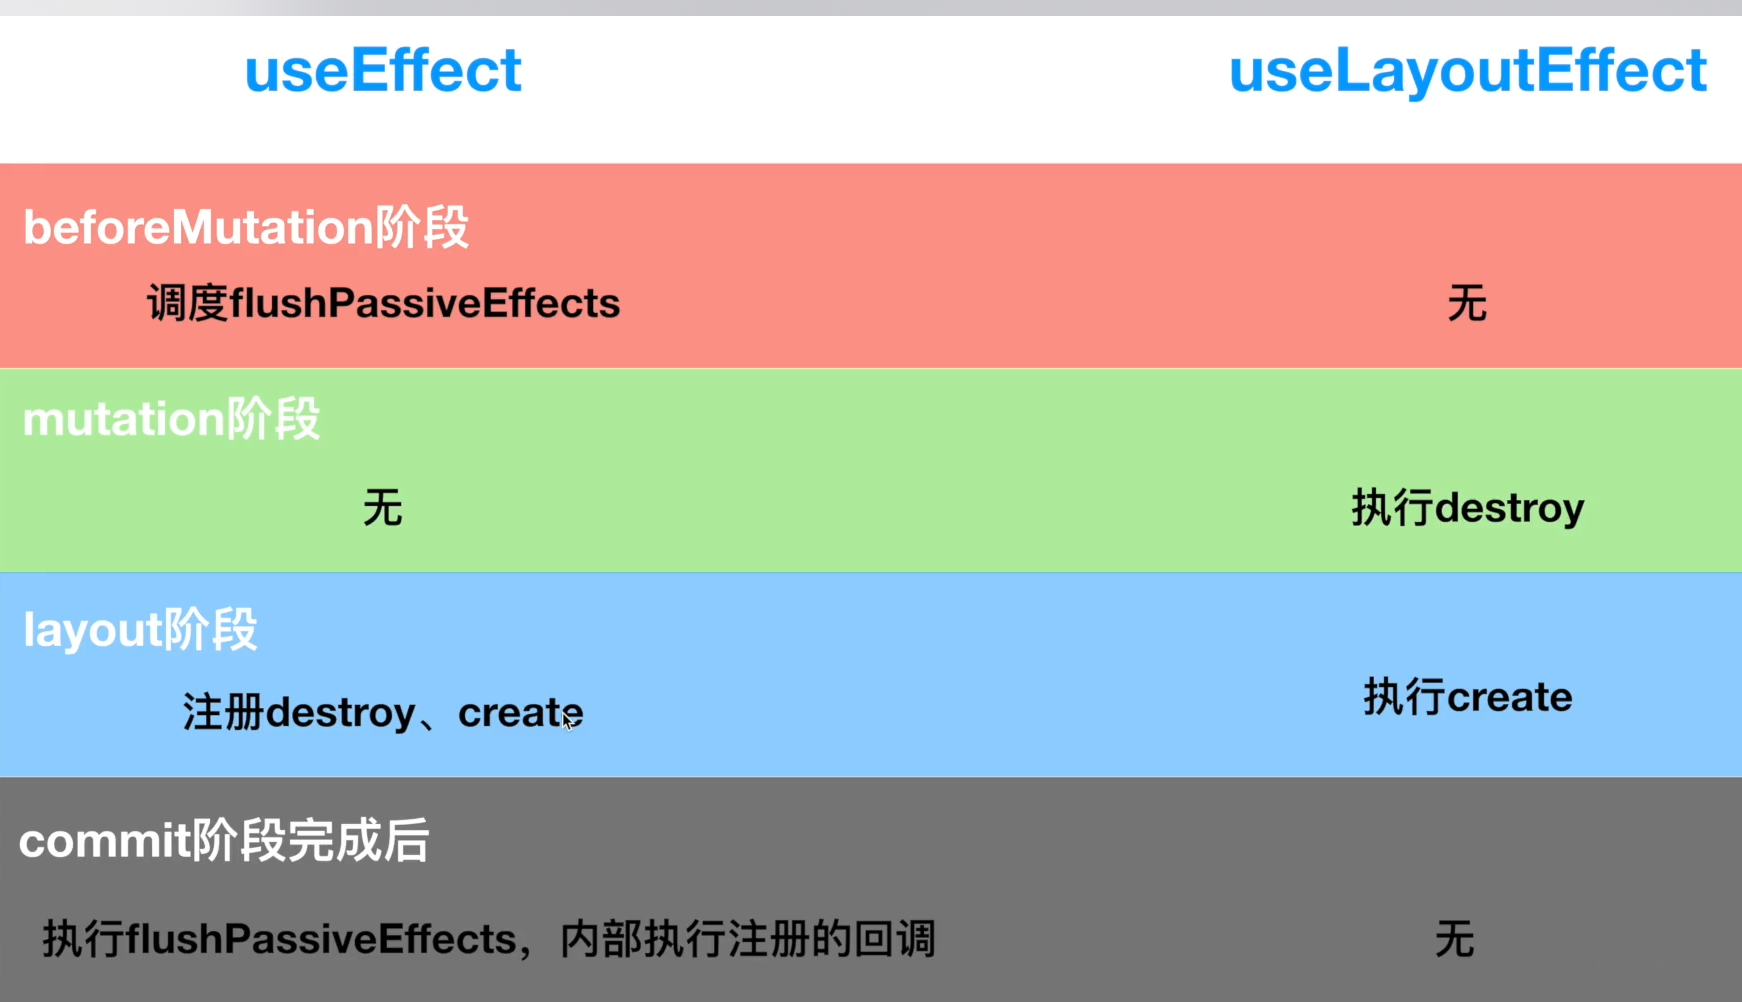 useEffect
useLayoutEffect
beforeMutation阶段
调度flushPassiveEffects
无
mutation阶段
无
执行destroy
layout阶段
注册destroy、create
执行create
commit阶段完成后
执行flushPassiveEffects，内部执行注册的回调
无